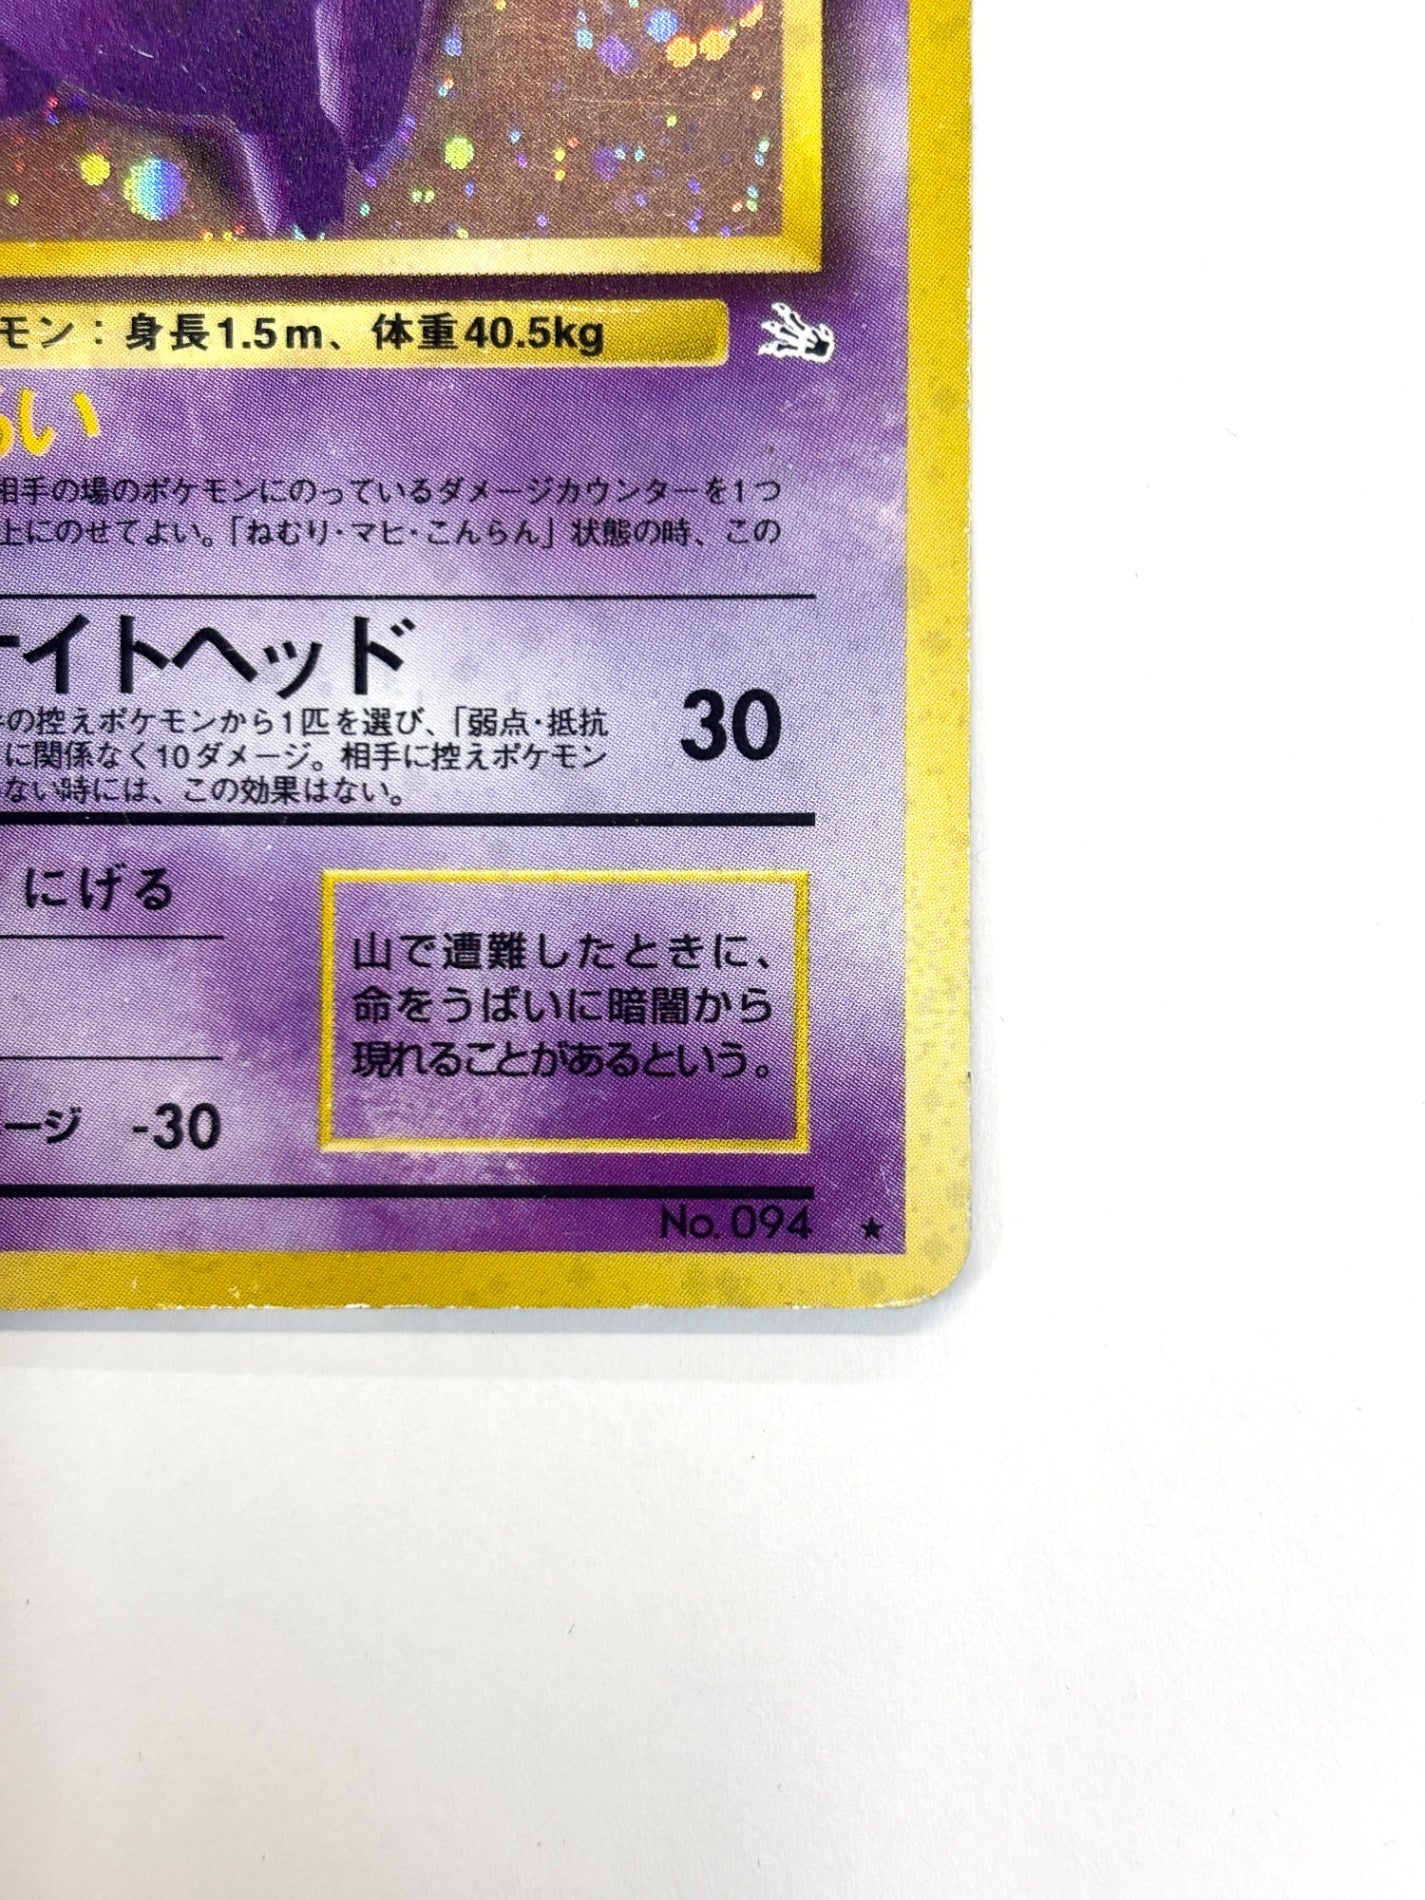 モン：身長1.5m、体重40.5kg
らい
相手の場のポケモンにのっているダメージカウンターを1つ
上にのせてよい。「ねむり・マヒ・こんらん」状態の時、この
ナイトヘッド
30
の控えポケモンから1匹を選び、「弱点・抵抗
に関係なく10ダメージ。相手に控えポケモン
ない時には、この効果はない。
にげる
山で遭難したときに、
命をうばいに暗闇から
現れることがあるという。
ージ -30
No. 094 ★